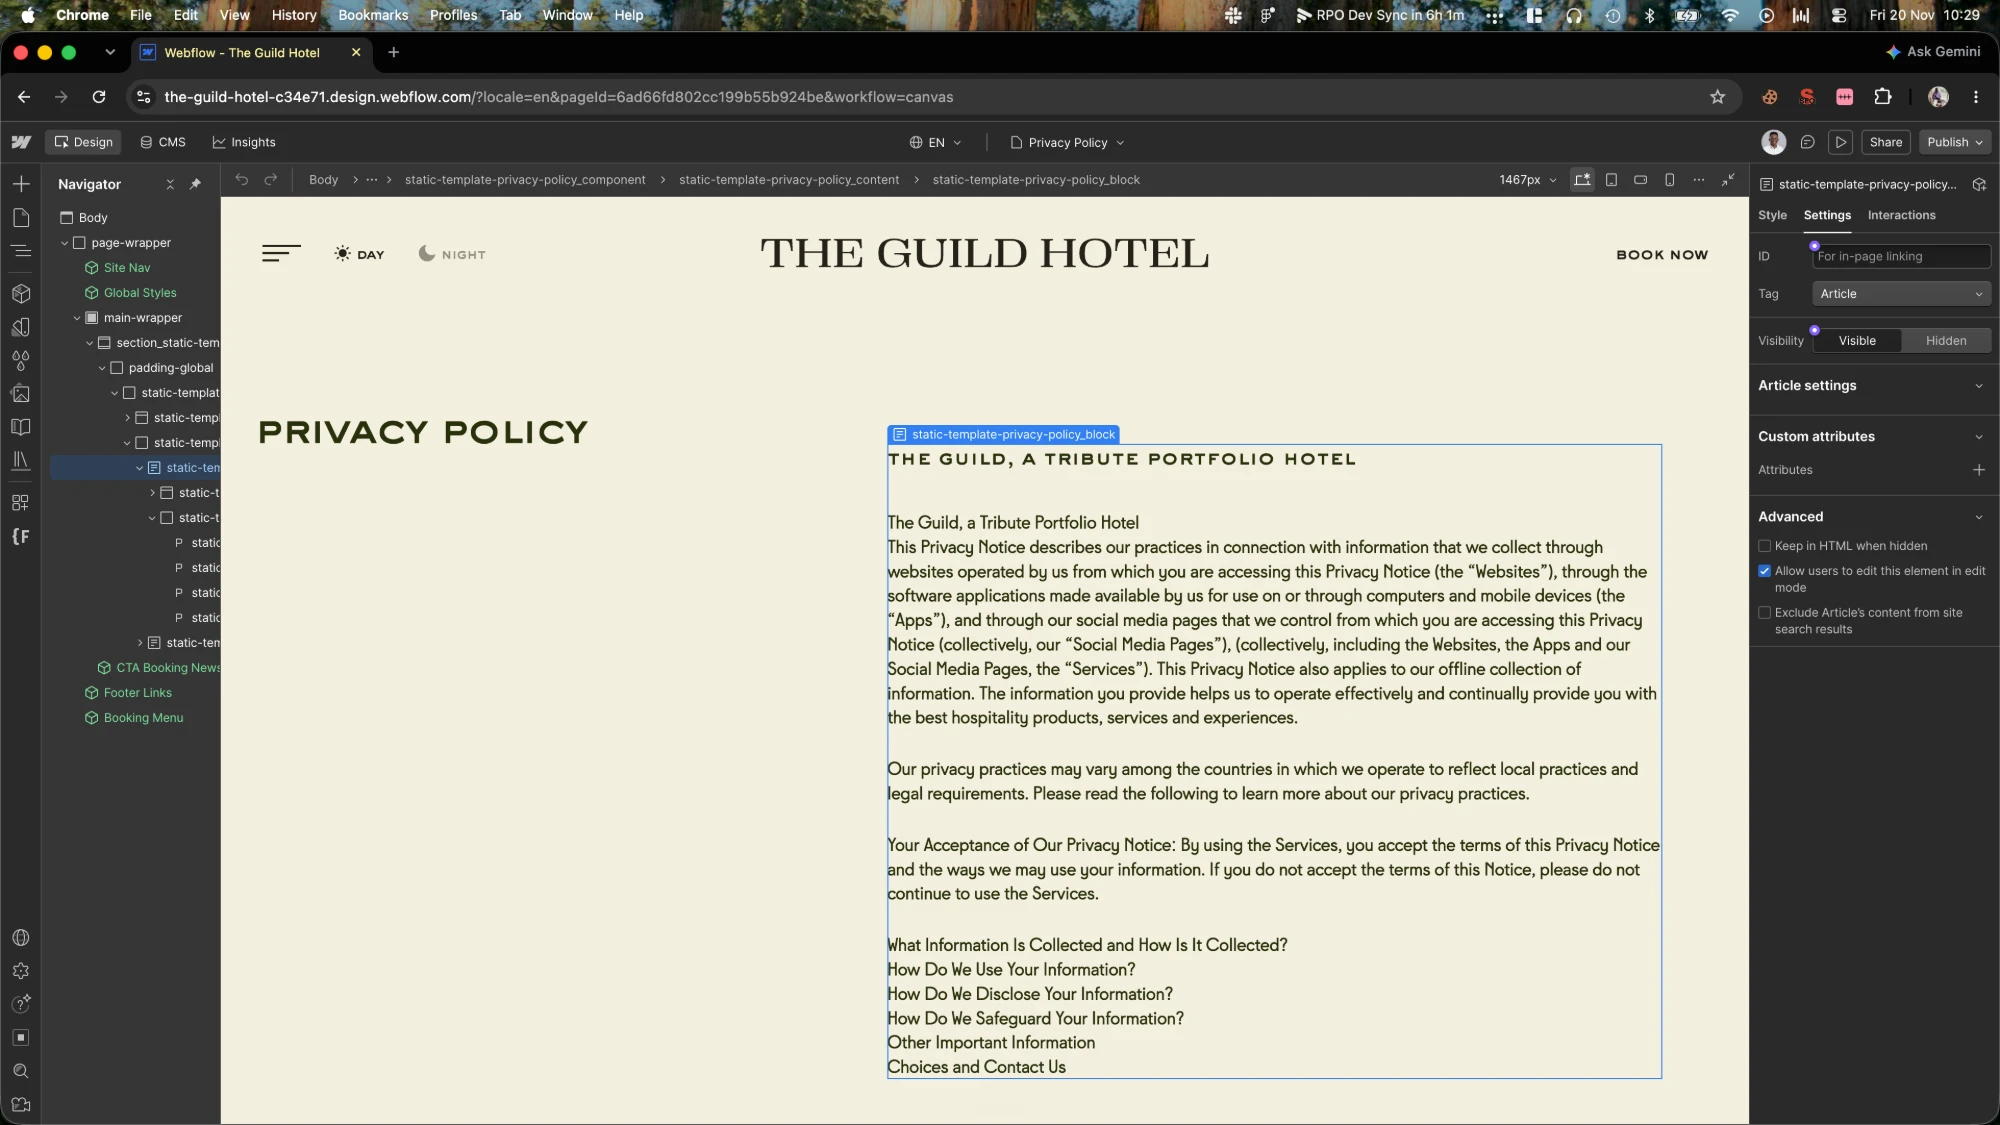 Chrome File Edit View History Bookmarks Profiles Tab Window Help RPO Dev Sync in 6h 1m Fri 20 Nov 10:29
Webflow - The Guild Hotel Ask Gemini
the-guild-hotel-c34e71.design.webflow.com/?locale=en&pageId=6ad66fd802cc199b55b924be&workflow=canvas
Design CMS Insights EN Privacy Policy Share Publish
Navigator
Body
page-wrapper
Site Nav
Global Styles
main-wrapper
section_static-tem
padding-global
static-templat
static-templ
static-templ
static-tem
static-t
static-t
P static
P static
P static
P static
static-tem
CTA Booking News
Footer Links
Booking Menu
Body > ... > static-template-privacy-policy_component > static-template-privacy-policy_content > static-template-privacy-policy_block 1467px
DAY NIGHT THE GUILD HOTEL BOOK NOW
PRIVACY POLICY
static-template-privacy-policy_block
THE GUILD, A TRIBUTE PORTFOLIO HOTEL
The Guild, a Tribute Portfolio Hotel
This Privacy Notice describes our practices in connection with information that we collect through
websites operated by us from which you are accessing this Privacy Notice (the “Websites”), through the
software applications made available by us for use on or through computers and mobile devices (the
“Apps”), and through our social media pages that we control from which you are accessing this Privacy
Notice (collectively, our “Social Media Pages”), (collectively, including the Websites, the Apps and our
Social Media Pages, the “Services”). This Privacy Notice also applies to our offline collection of
information. The information you provide helps us to operate effectively and continually provide you with
the best hospitality products, services and experiences.
Our privacy practices may vary among the countries in which we operate to reflect local practices and
legal requirements. Please read the following to learn more about our privacy practices.
Your Acceptance of Our Privacy Notice: By using the Services, you accept the terms of this Privacy Notice
and the ways we may use your information. If you do not accept the terms of this Notice, please do not
continue to use the Services.
What Information Is Collected and How Is It Collected?
How Do We Use Your Information?
How Do We Disclose Your Information?
How Do We Safeguard Your Information?
Other Important Information
Choices and Contact Us
static-template-privacy-policy...
Style Settings Interactions
ID For in-page linking
Tag Article
Visibility Visible Hidden
Article settings
Custom attributes
Attributes
Advanced
Keep in HTML when hidden
Allow users to edit this element in edit
mode
Exclude Article's content from site
search results